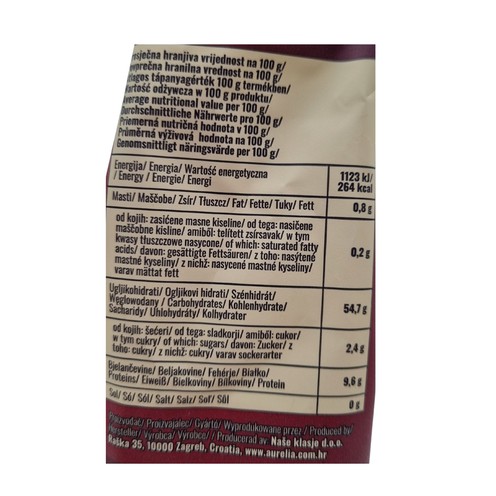 hranjiva vrijednost na 100 g/
hranilna vrednost na 100 g/
tápanyagérték 100 g termékben/
Wartość odżywcza w 100 g produktu/
Average nutritional value per 100 g/
Durchschnittliche Nährwerte pro 100 g/
Priemerná nutričná hodnota v 100 g/
Průměrná výživová hodnota na 100 g/
Genomsnittligt näringsvärde per 100 g/
Energija/ Energia/ Wartość energetyczna
/ Energy / Energie/ Energi
1123 kJ/
264 kcal
Masti/ Maščobe/ Zsír/ Tłuszcz/ Fat/ Fette/ Tuky/ Fett
0,8 g
od kojih: zasićene masne kiseline/ od tega: nasičene
maščobne kisline/ amiből: telített zsírsavak/ w tym
kwasy tłuszczowe nasycone/ of which: saturated fatty
acids/ davon: gesättigte Fettsäuren/ z toho: nasýtené
mastné kyseliny/ z nichž: nasycené mastné kyseliny/
varav mättat fett
0,2 g
Ugljikohidrati/ Ogljikovi hidrati/ Szénhidrát/
Węglowodany / Carbohydrates/ Kohlenhydrate/
Sacharidy/ Uhlohydráty/ Kolhydrater
54,7 g
od kojih: šećeri/ od tega: sladkorji/ amiből: cukor/
w tym cukry/ of which: sugars/ davon: Zucker/ z
toho: cukry/ z nichž: cukry/ varav sockerarter
2,4 g
Bjelančevine/ Beljakovine/ Fehérje/ Białko/
Proteins/ Eiweiß/ Bielkoviny/ Bílkoviny/ Protein
9,6 g
Sol/ Só/ Sól/ Salt/ Salz/ Soľ/ Sůl
0 g
Proizvođač/ Proizvajalec/ Gyártó/ Wyprodukowane przez / Produced by/
Hersteller/ Výrobca/ Výrobce/ / Producerad av: Naše klasje d.o.o.
Raška 35, 10000 Zagreb, Croatia, www.aurelia.com.hr